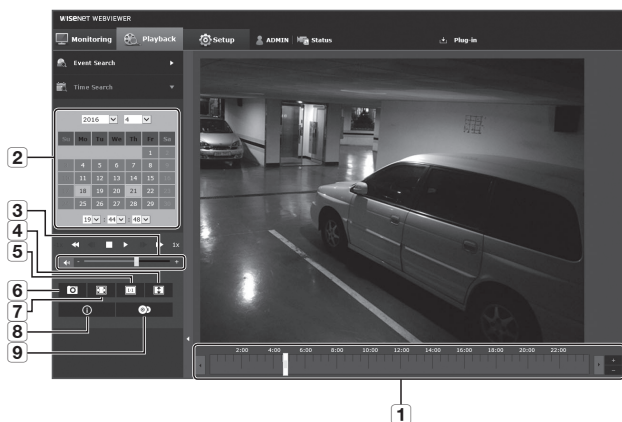 WISENET WEBVIEWER
Monitoring Playback Setup ADMIN Status Plug-in
Event Search
Time Search
2016 4
Su Mo Tu We Th Fr Sa
1
4 5 6 7 8
11 12 13 14 15
18 19 20 21 22
25 26 27 28 29
19 : 44 : 48
1x
- +
1:1
2:00 4:00 6:00 8:00 10:00 12:00 14:00 16:00 18:00 20:00 22:00
+
-
2
3
4
5
6
7
8
9
1